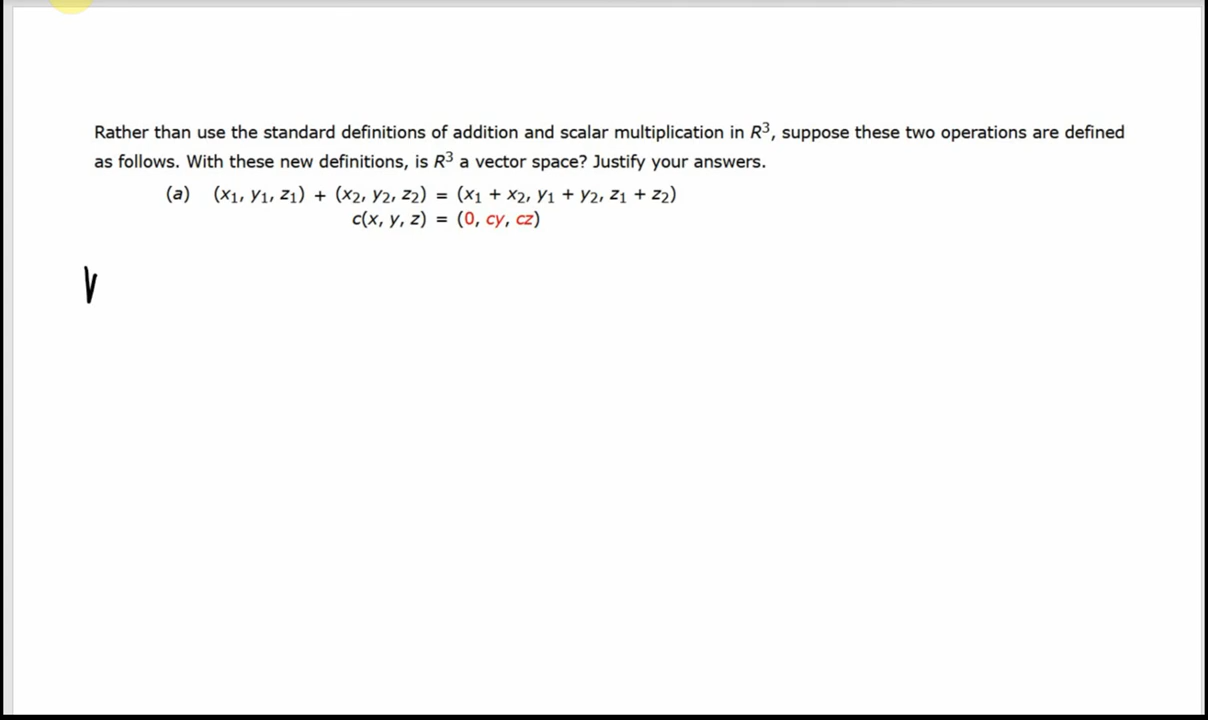 Rather than use the standard definitions of addition and scalar multiplication in R³, suppose these two operations are defined
as follows. With these new definitions, is R³ a vector space? Justify your answers.
(a) (x₁, y₁, z₁) + (x₂, y₂, z₂) = (x₁ + x₂, y₁ + y₂, z₁ + z₂)
c(x, y, z) = (0, cy, cz)